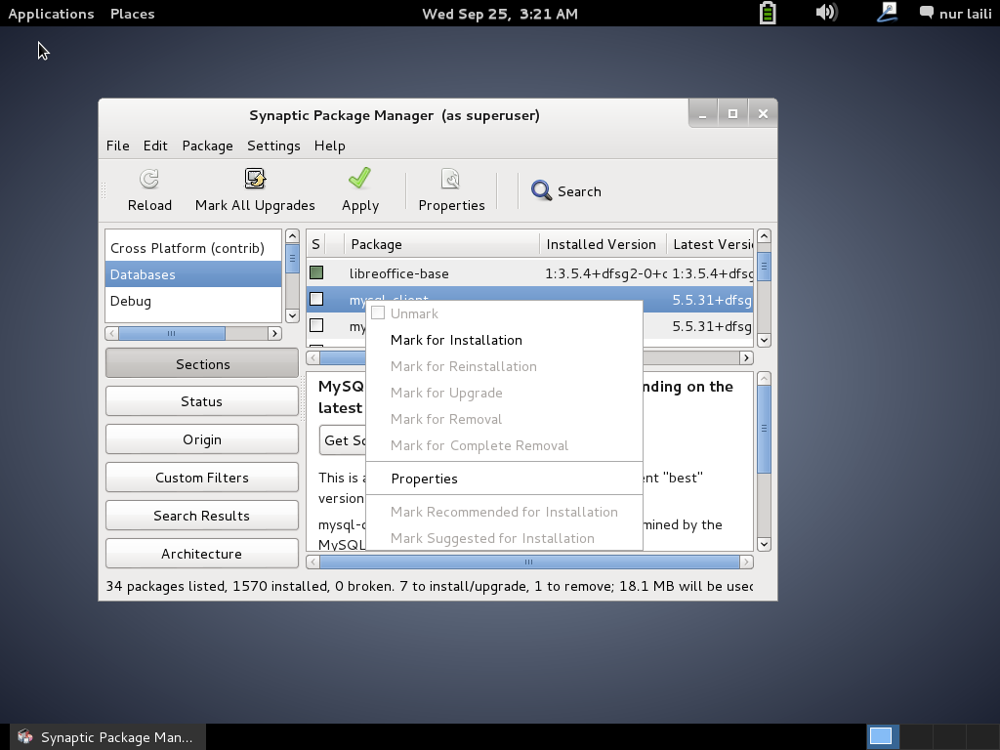 Applications Places Wed Sep 25, 3:21 AM nur laili
Synaptic Package Manager (as superuser)
File Edit Package Settings Help
Reload Mark All Upgrades Apply Properties Search
Cross Platform (contrib)
Databases
Debug
Sections
Status
Origin
Custom Filters
Search Results
Architecture
S Package Installed Version Latest Versi
libreoffice-base 1:3.5.4+dfsg2-0+c 1:3.5.4+dfsg
mysql-client 5.5.31+dfsg
my 5.5.31+dfsg
Unmark
Mark for Installation
Mark for Reinstallation
Mark for Upgrade
Mark for Removal
Mark for Complete Removal
Properties
Mark Recommended for Installation
Mark Suggested for Installation
MySQ nding on the
latest
Get Sc
This is a ent "best"
version
mysql-c mined by the
MySQL
34 packages listed, 1570 installed, 0 broken. 7 to install/upgrade, 1 to remove; 18.1 MB will be used
Synaptic Package Man...